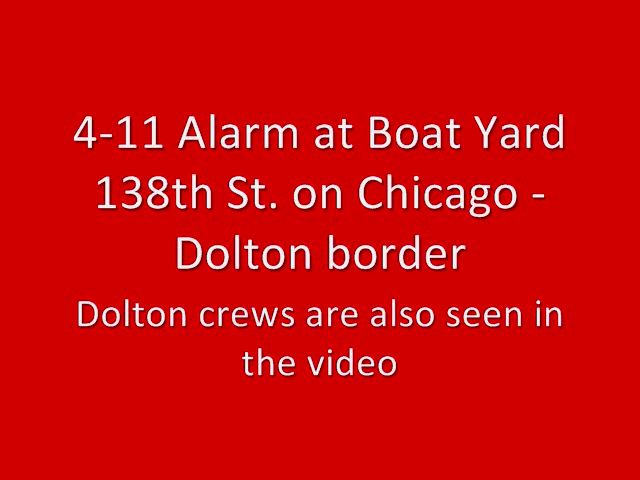 4-11 Alarm at Boat Yard
138th St. on Chicago -
Dolton border
Dolton crews are also seen in
the video